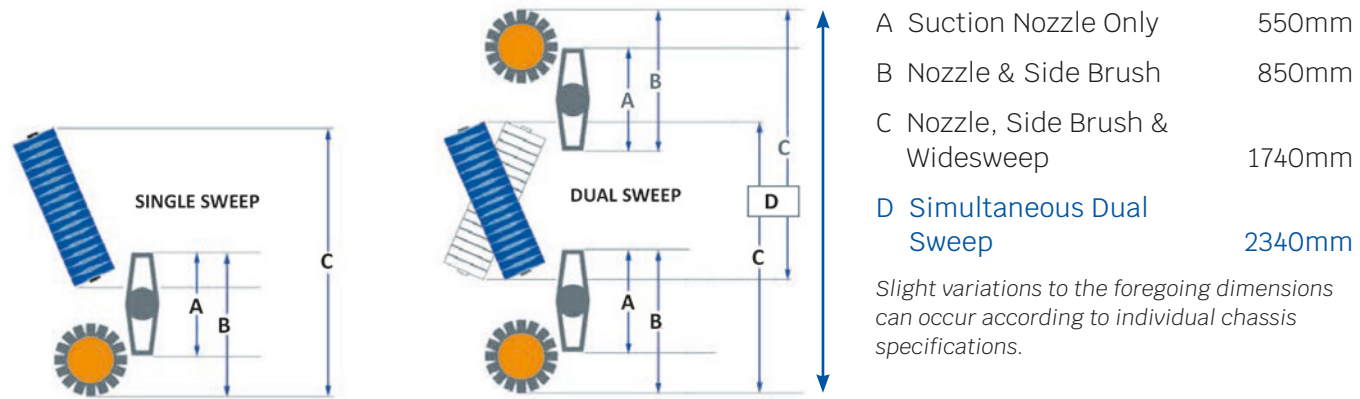 SINGLE SWEEP
A
B
C
DUAL SWEEP
A
B
C
D
C
A
B
A Suction Nozzle Only 550mm
B Nozzle & Side Brush 850mm
C Nozzle, Side Brush &
Widesweep 1740mm
D Simultaneous Dual
Sweep 2340mm
Slight variations to the foregoing dimensions
can occur according to individual chassis
specifications.